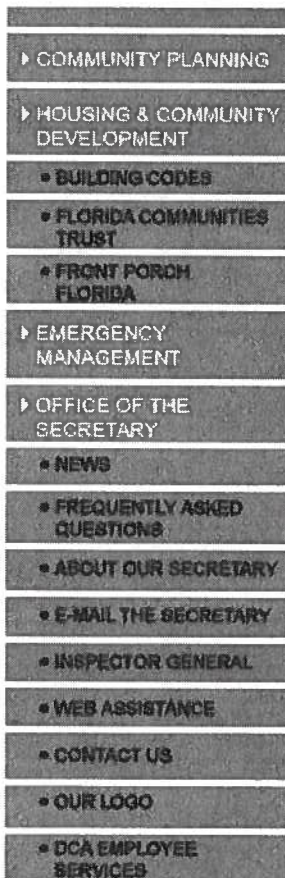 COMMUNITY PLANNING
HOUSING & COMMUNITY
DEVELOPMENT
• BUILDING CODES
• FLORIDA COMMUNITIES
TRUST
• FRONT PORCH
FLORIDA
EMERGENCY
MANAGEMENT
OFFICE OF THE
SECRETARY
• NEWS
• FREQUENTLY ASKED
QUESTIONS
• ABOUT OUR SECRETARY
• E-MAIL THE SECRETARY
• INSPECTOR GENERAL
• WEB ASSISTANCE
• CONTACT US
• OUR LOGO
• DCA EMPLOYEE
SERVICES